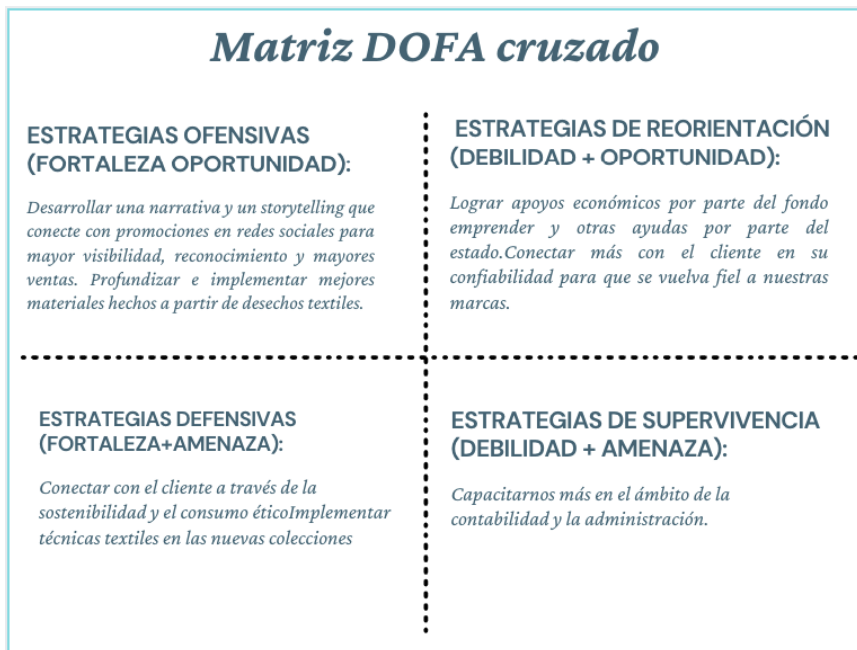 Matriz DOFA cruzado
ESTRATEGIAS OFENSIVAS
(FORTALEZA OPORTUNIDAD):
Desarrollar una narrativa y un storytelling que
conecte con promociones en redes sociales para
mayor visibilidad, reconocimiento y mayores
ventas. Profundizar e implementar mejores
materiales hechos a partir de desechos textiles.
ESTRATEGIAS DE REORIENTACIÓN
(DEBILIDAD + OPORTUNIDAD):
Lograr apoyos económicos por parte del fondo
emprender y otras ayudas por parte del
estado.Conectar más con el cliente en su
confiabilidad para que se vuelva fiel a nuestras
marcas.
ESTRATEGIAS DEFENSIVAS
(FORTALEZA+AMENAZA):
Conectar con el cliente a través de la
sostenibilidad y el consumo éticoImplementar
técnicas textiles en las nuevas colecciones
ESTRATEGIAS DE SUPERVIVENCIA
(DEBILIDAD + AMENAZA):
Capacitarnos más en el ámbito de la
contabilidad y la administración.